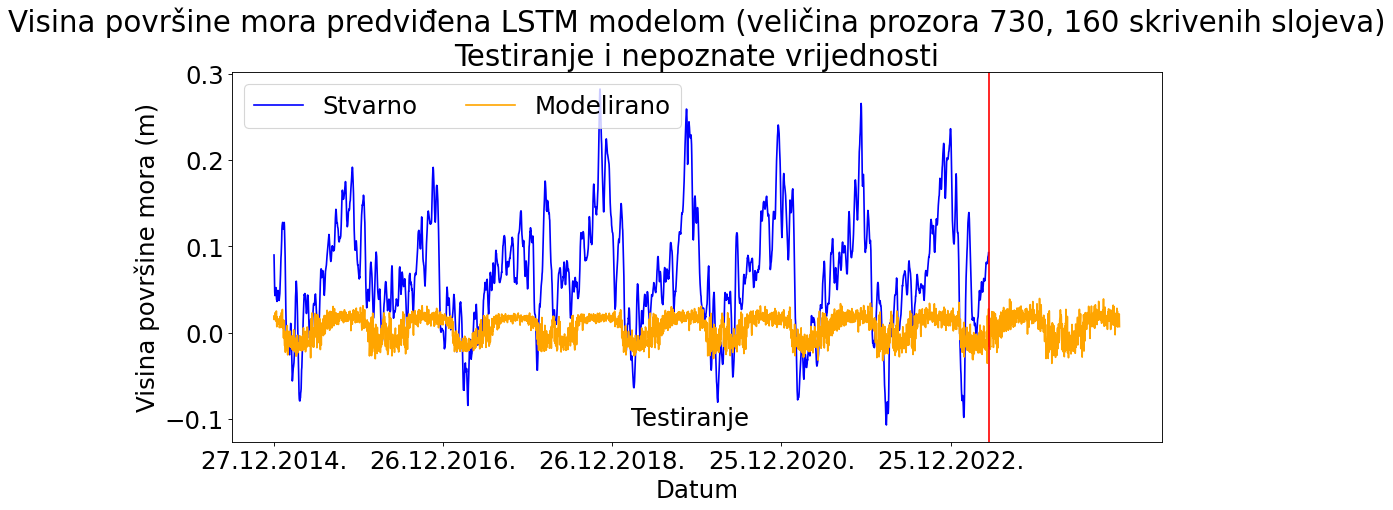 Visina površine mora predviđena LSTM modelom (veličina prozora 730, 160 skrivenih slojeva)
Testiranje i nepoznate vrijednosti
Stvarno
Modelirano
Visina površine mora (m)
0.3
0.2
0.1
0.0
−0.1
Testiranje
27.12.2014.
26.12.2016.
26.12.2018.
25.12.2020.
25.12.2022.
Datum